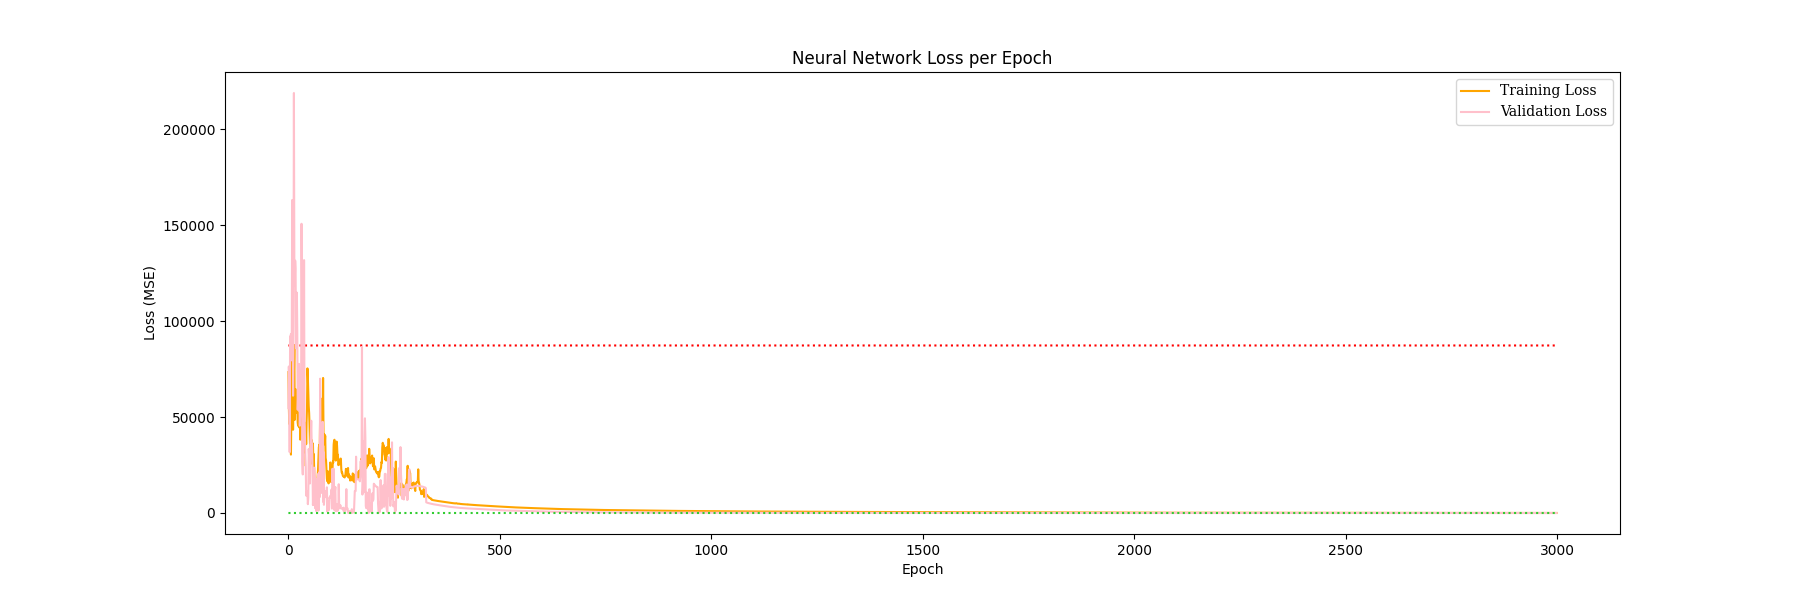 Neural Network Loss per Epoch
Training Loss
Validation Loss
Loss (MSE)
200000
150000
100000
50000
0
0 500 1000 1500 2000 2500 3000
Epoch